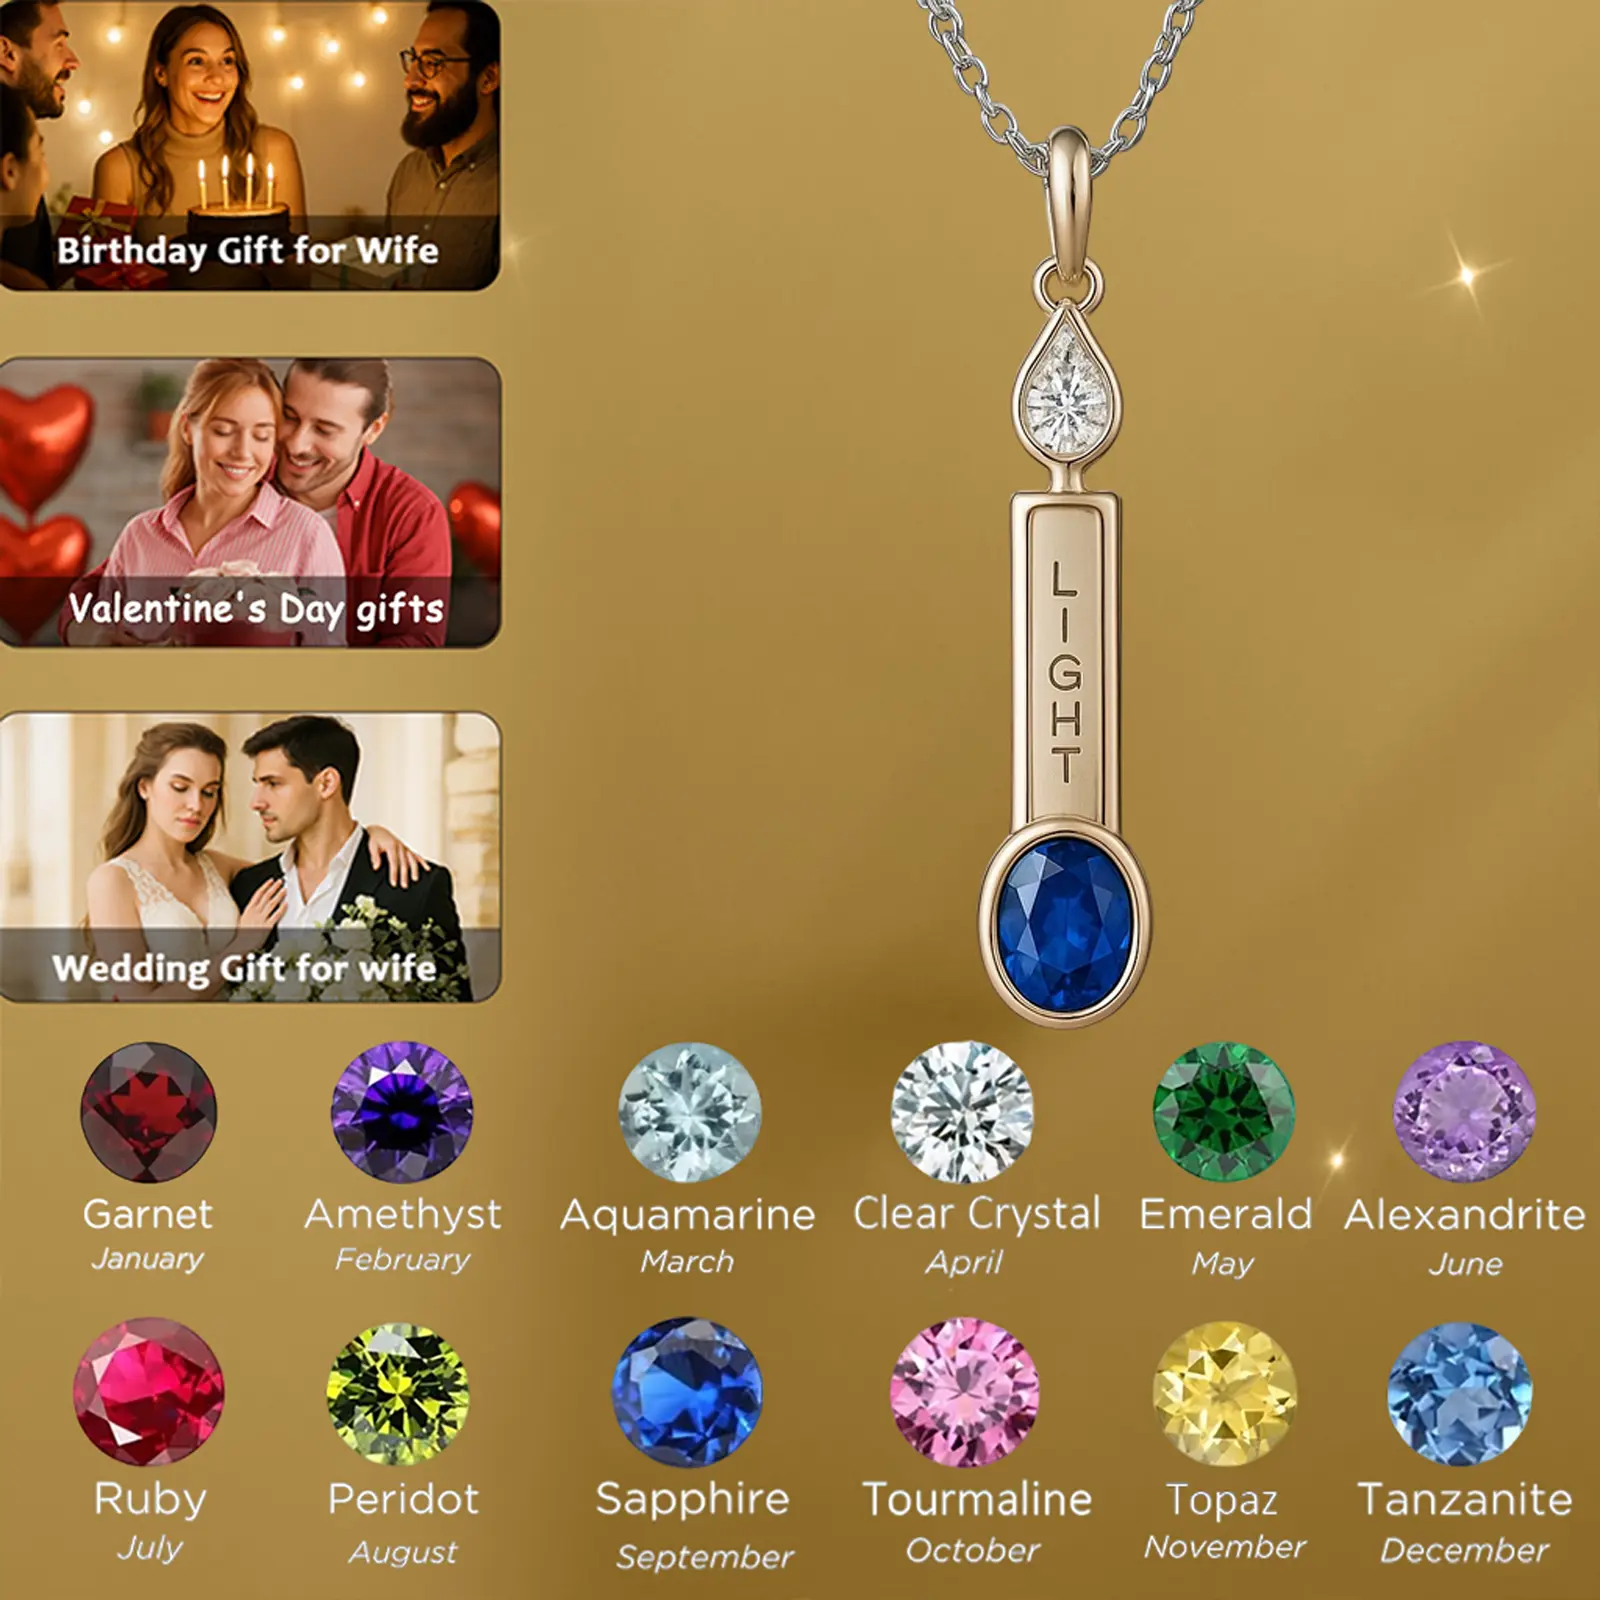 Birthday Gift for Wife
Valentine's Day gifts
Wedding Gift for wife
LIGHT
Garnet
January
Amethyst
February
Aquamarine
March
Clear Crystal
April
Emerald
May
Alexandrite
June
Ruby
July
Peridot
August
Sapphire
September
Tourmaline
October
Topaz
November
Tanzanite
December